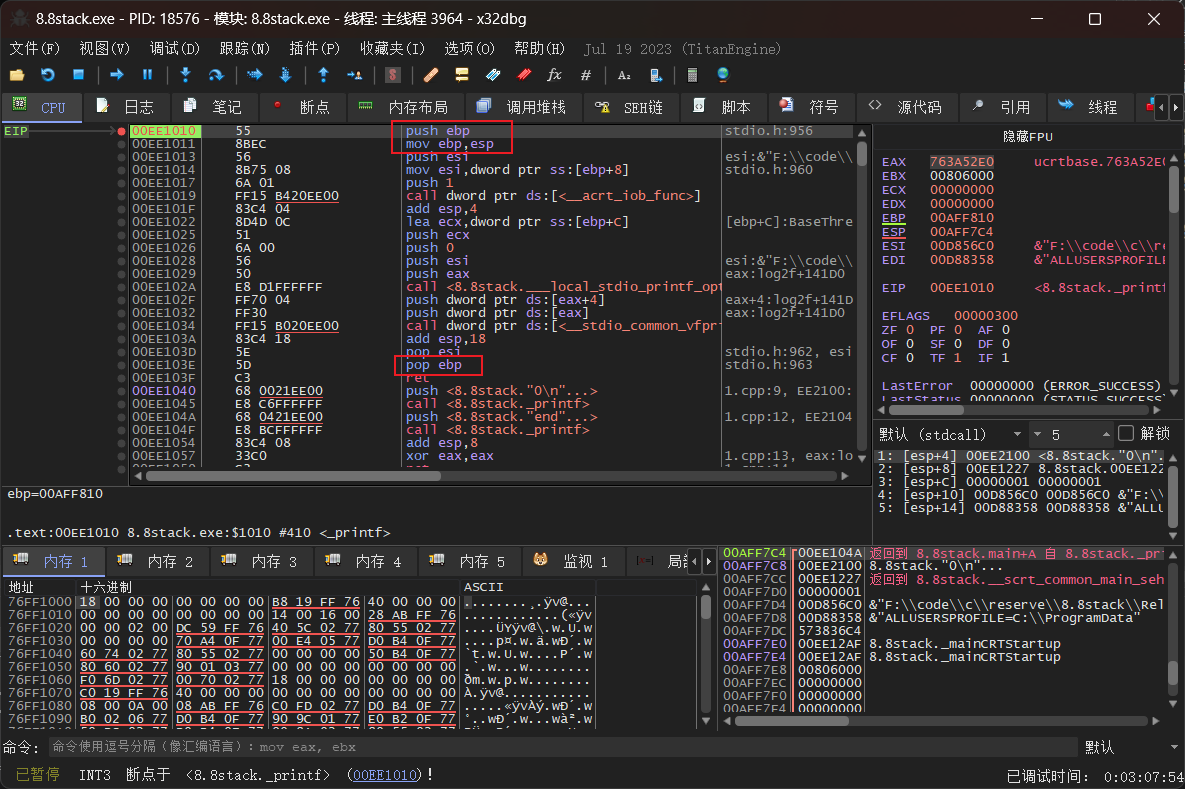 8.8stack.exe - PID: 18576 - 模块: 8.8stack.exe - 线程: 主线程 3964 - x32dbg
文件(F) 视图(V) 调试(D) 跟踪(N) 插件(P) 收藏夹(I) 选项(O) 帮助(H) Jul 19 2023 (TitanEngine)
CPU 日志 笔记 断点 内存布局 调用堆栈 SEH链 脚本 符号 源代码 引用 线程
EIP 00EE1010 55 push ebp stdio.h:956
00EE1011 8BEC mov ebp,esp
00EE1013 56 push esi esi:&"F:\\code\\
00EE1014 8B75 08 mov esi,dword ptr ss:[ebp+8] stdio.h:960
00EE1017 6A 01 push 1
00EE1019 FF15 B420EE00 call dword ptr ds:[<__acrt_iob_func>]
00EE101F 83C4 04 add esp,4
00EE1022 8D4D 0C lea ecx,dword ptr ss:[ebp+C] [ebp+C]:BaseThre
00EE1025 51 push ecx
00EE1026 6A 00 push 0
00EE1028 56 push esi esi:&"F:\\code\\
00EE1029 50 push eax eax:log2f+141D0
00EE102A E8 D1FFFFFF call <8.8stack.___local_stdio_printf_opt
00EE102F FF70 04 push dword ptr ds:[eax+4] eax+4:log2f+141D
00EE1032 FF30 push dword ptr ds:[eax] eax:log2f+141D0
00EE1034 FF15 B020EE00 call dword ptr ds:[<__stdio_common_vfpr
00EE103A 83C4 18 add esp,18
00EE103D 5E pop esi stdio.h:962, esi
00EE103E 5D pop ebp stdio.h:963
00EE103F C3 ret
00EE1040 68 0021EE00 push <8.8stack."0\n"...> 1.cpp:9, EE2100:
00EE1045 E8 C6FFFFFF call <8.8stack._printf>
00EE104A 68 0421EE00 push <8.8stack."end"...> 1.cpp:12, EE2104
00EE104F E8 BCFFFFFF call <8.8stack._printf>
00EE1054 83C4 08 add esp,8
00EE1057 33C0 xor eax,eax 1.cpp:13, eax:lo
隐藏FPU
EAX 763A52E0 ucrtbase.763A52E0
EBX 00806000
ECX 00000000
EDX 00000000
EBP 00AFF810
ESP 00AFF7C4
ESI 00D856C0 &"F:\\code\\c\\re
EDI 00D88358 &"ALLUSERSPROFILE
EIP 00EE1010 <8.8stack._print
EFLAGS 00000300
ZF 0 PF 0 AF 0
OF 0 SF 0 DF 0
CF 0 TF 1 IF 1
LastError 00000000 (ERROR_SUCCESS)
LastStatus 00000000 (STATUS_SUCCESS
默认 (stdcall) 5 解锁
1: [esp+4] 00EE2100 <8.8stack."0\n".
2: [esp+8] 00EE1227 8.8stack.00EE122
3: [esp+C] 00000001 00000001
4: [esp+10] 00D856C0 00D856C0 &"F:\
5: [esp+14] 00D88358 00D88358 &"ALL
ebp=00AFF810
.text:00EE1010 8.8stack.exe:$1010 #410 <_printf>
内存 1 内存 2 内存 3 内存 4 内存 5 监视 1
地址 十六进制 ASCII
76FF1000 18 00 00 00 00 00 00 00 B8 19 FF 76 40 00 00 00 ........¸.ÿv@...
76FF1010 00 00 00 00 00 00 00 00 14 00 16 00 28 AB FF 76 ............(«ÿv
76FF1020 00 00 02 00 DC 59 FF 76 40 5C 02 77 80 55 02 77 ....ÜYÿv@\.w.U.w
76FF1030 00 00 00 00 70 A4 0F 77 00 E4 05 77 D0 B4 0F 77 ....p¤.w.ä.wÐ´.w
76FF1040 60 74 02 77 80 55 02 77 00 00 00 00 50 B4 0F 77 `t.w.U.w....P´.w
76FF1050 80 60 02 77 90 01 03 77 00 00 00 00 00 00 00 00 .`.w...w........
76FF1060 F0 6D 02 77 00 70 02 77 18 00 00 00 00 00 00 00 ðm.w.p.w........
76FF1070 C0 19 FF 76 40 00 00 00 00 00 00 00 00 00 00 00 À.ÿv@...........
76FF1080 08 00 0A 00 08 AB FF 76 C0 FD 02 77 D0 B4 0F 77 .....«ÿvÀý.wÐ´.w
76FF1090 B0 02 06 77 D0 B4 0F 77 90 9C 01 77 E0 B2 0F 77 °..wÐ´.w...wà².w
00AFF7C4 00EE104A 返回到 8.8stack.main+A 自 8.8stack._pr
00AFF7C8 00EE2100 8.8stack."0\n"...
00AFF7CC 00EE1227 返回到 8.8stack.__scrt_common_main_seh
00AFF7D0 00000001
00AFF7D4 00D856C0 &"F:\\code\\c\\reserve\\8.8stack\\Rel
00AFF7D8 00D88358 &"ALLUSERSPROFILE=C:\\ProgramData"
00AFF7DC 573836C4
00AFF7E0 00EE12AF 8.8stack._mainCRTStartup
00AFF7E4 00EE12AF 8.8stack._mainCRTStartup
00AFF7E8 00806000
00AFF7EC 00000000
00AFF7F0 00000000
00AFF7F4 00000000
命令: 命令使用逗号分隔（像汇编语言）: mov eax, ebx 默认
已暂停 INT3 断点于 <8.8stack._printf> (00EE1010)! 已调试时间: 0:03:07:54